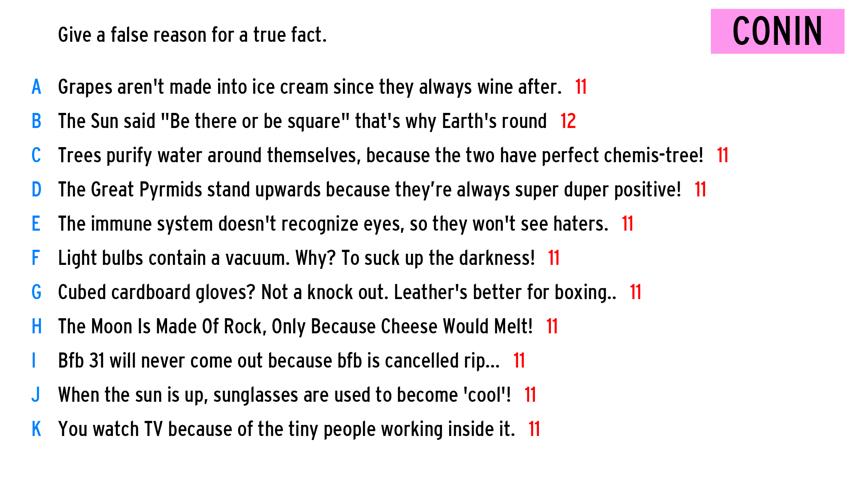 Give a false reason for a true fact.
CONIN
A Grapes aren't made into ice cream since they always wine after. 11
B The Sun said "Be there or be square" that's why Earth's round 12
C Trees purify water around themselves, because the two have perfect chemis-tree! 11
D The Great Pyrmids stand upwards because they’re always super duper positive! 11
E The immune system doesn't recognize eyes, so they won't see haters. 11
F Light bulbs contain a vacuum. Why? To suck up the darkness! 11
G Cubed cardboard gloves? Not a knock out. Leather's better for boxing.. 11
H The Moon Is Made Of Rock, Only Because Cheese Would Melt! 11
I Bfb 31 will never come out because bfb is cancelled rip... 11
J When the sun is up, sunglasses are used to become 'cool'! 11
K You watch TV because of the tiny people working inside it. 11